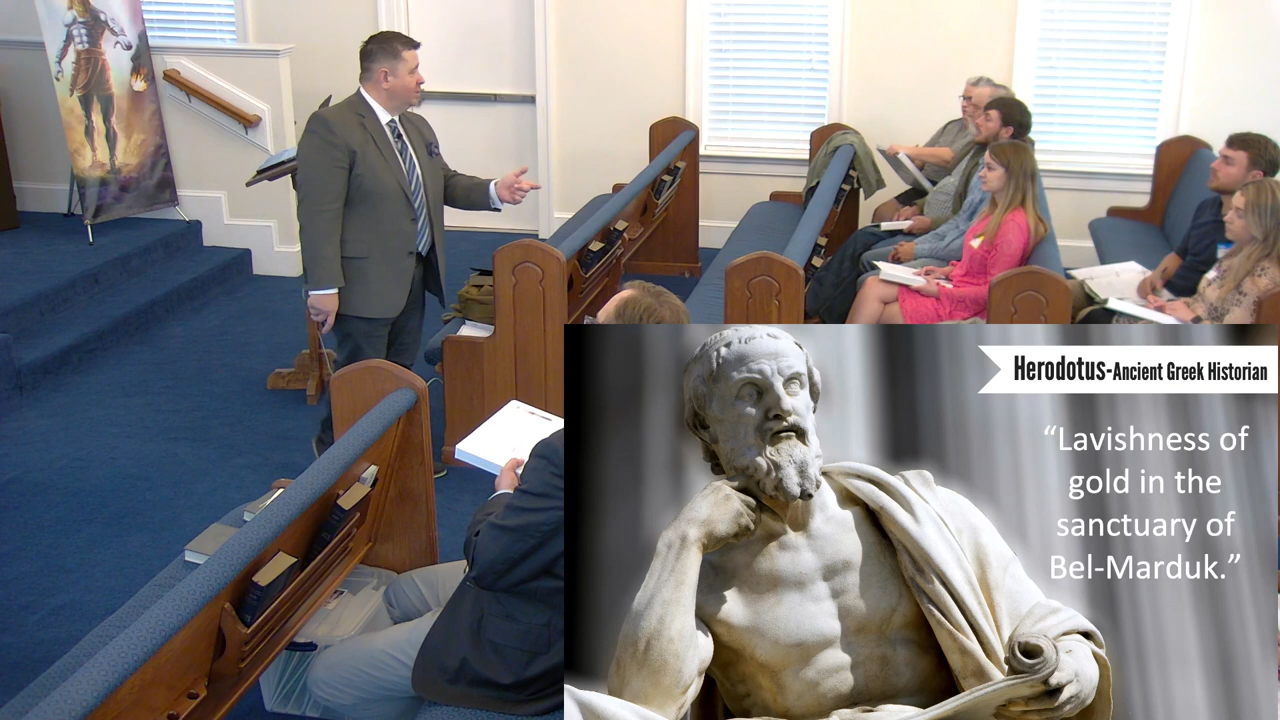 Herodotus-Ancient Greek Historian
“Lavishness of
gold in the
sanctuary of
Bel-Marduk.”